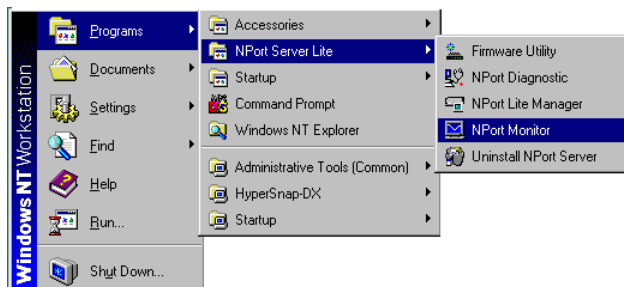 Windows NT Workstation
Programs
Documents
Settings
Find
Help
Run...
Shut Down...
Accessories
NPort Server Lite
Startup
Command Prompt
Windows NT Explorer
Administrative Tools (Common)
HyperSnap-DX
Startup
Firmware Utility
NPort Diagnostic
NPort Lite Manager
NPort Monitor
Uninstall NPort Server